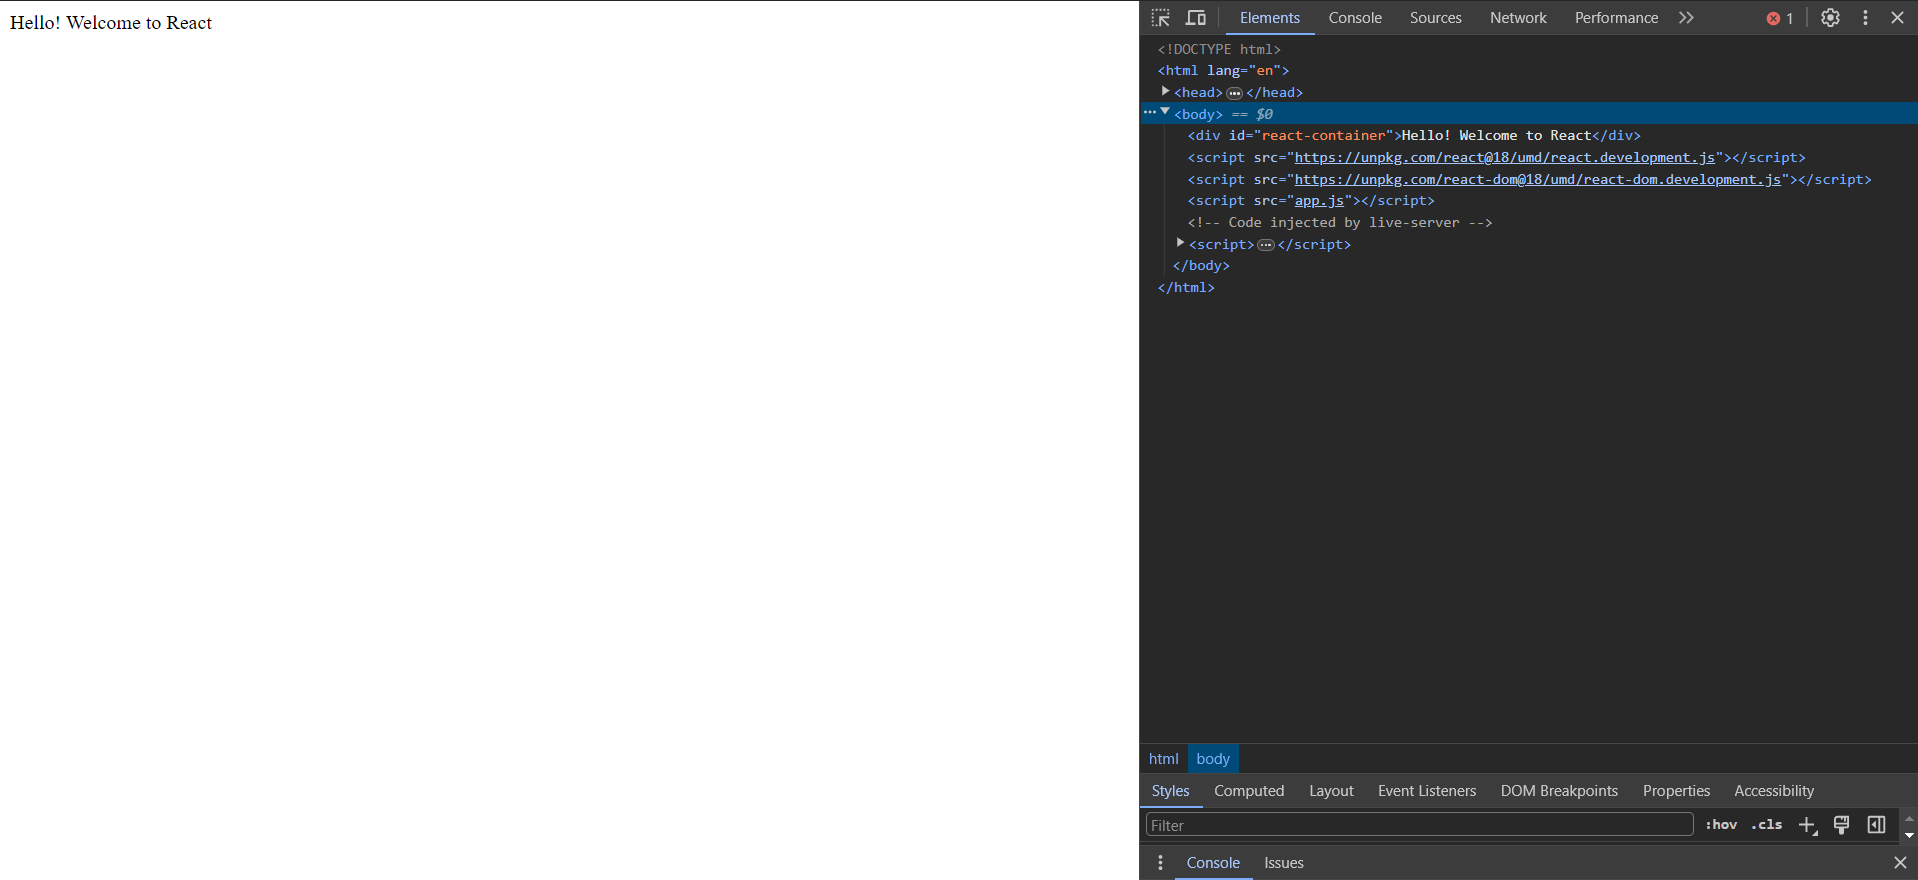 Hello! Welcome to React
Elements Console Sources Network Performance 1
<!DOCTYPE html>
<html lang="en">
<head>…</head>
<body> == $0
<div id="react-container">Hello! Welcome to React</div>
<script src="https://unpkg.com/react@18/umd/react.development.js"></script>
<script src="https://unpkg.com/react-dom@18/umd/react-dom.development.js"></script>
<script src="app.js"></script>
<!-- Code injected by live-server -->
<script>…</script>
</body>
</html>
html body
Styles Computed Layout Event Listeners DOM Breakpoints Properties Accessibility
Filter :hov .cls
Console Issues